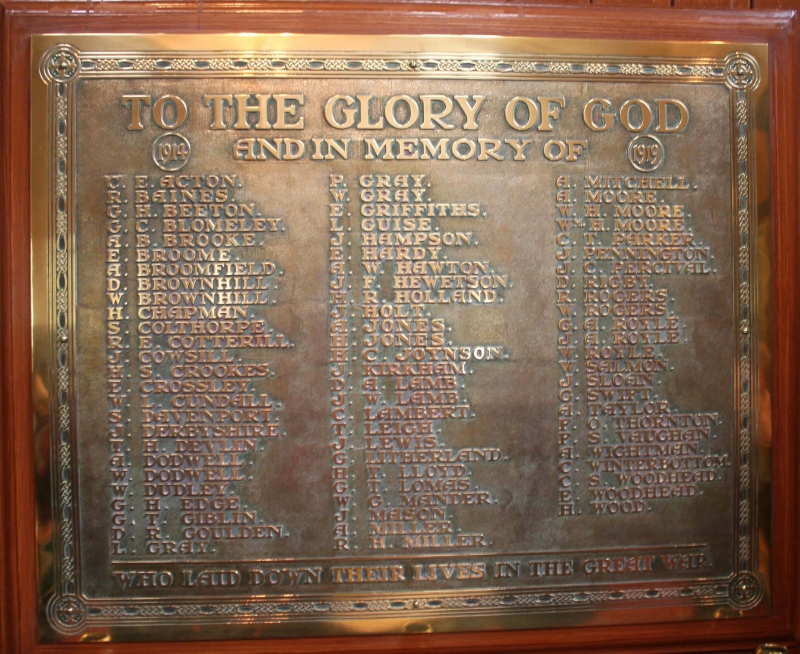 TO THE GLORY OF GOD
1914 AND IN MEMORY OF 1919
C. E. ACTON.
R. BAINES.
G. H. BEETON.
G. C. BLOMELEY.
A. B. BROOKE.
E. BROOME.
A. BROOMFIELD.
D. BROWNHILL.
W. BROWNHILL.
H. CHAPMAN.
S. COLTHORPE.
R. E. COTTERILL.
J. COWSILL.
H. S. CROOKES.
E. CROSSLEY.
CUNDALL.
S. DAVENPORT.
DERBYSHIRE.
H. DEVLIN.
A. DODWELL.
W. DODWELL.
W. DUDLEY.
G. H. EDGE.
G. T. GIBLIN.
D. R. GOULDEN.
L. GRAY.
P. GRAY.
W. GRAY.
E. GRIFFITHS.
L. GUISE.
J. HAMPSON.
E. HARDY.
A. W. HAWTON.
J. F. HEWETSON.
H. R. HOLLAND.
J. HOLT.
JONES.
H. JONES.
H. C. JOYNSON.
J. KIRKHAM.
D. A. LAMB.
J. W. LAMB.
C. LAMBERT.
T. LEIGH.
J. LEWIS.
LITHERLAND.
H. T. LLOYD.
G. T. LOMAS.
W. G. MANDER.
J. MASON.
A. MILLER.
R. H. MILLER.
A. MITCHELL.
A. MOORE.
W. H. MOORE.
Wm. H. MOORE.
C. T. PARKER.
J. PENNINGTON.
J. C. PERCIVAL.
D. RIGBY.
R. ROGERS.
W. ROGERS.
G. A. ROYLE.
J. A. ROYLE.
W. ROYLE.
W. SALMON.
J. SLOAN.
G. SWIFT.
A. TAYLOR.
F. O. THORNTON.
F. S. VAUGHAN.
A. WIGHTMAN.
C. WINTERBOTTOM.
C. S. WOODHEAD.
E. WOODHEAD.
H. WOOD.
WHO LAID DOWN THEIR LIVES IN THE GREAT WAR.